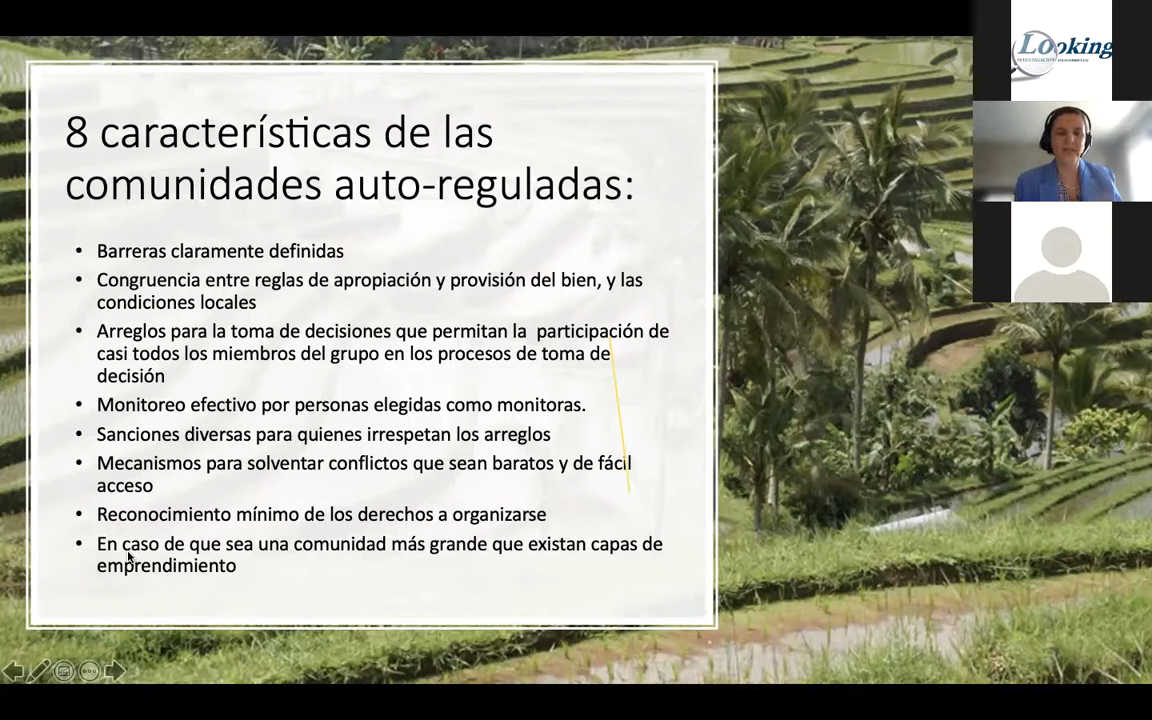 8 características de las
comunidades auto-reguladas:
• Barreras claramente definidas
• Congruencia entre reglas de apropiación y provisión del bien, y las
condiciones locales
• Arreglos para la toma de decisiones que permitan la participación de
casi todos los miembros del grupo en los procesos de toma de
decisión
• Monitoreo efectivo por personas elegidas como monitoras.
• Sanciones diversas para quienes irrespetan los arreglos
• Mecanismos para solventar conflictos que sean baratos y de fácil
acceso
• Reconocimiento mínimo de los derechos a organizarse
• En caso de que sea una comunidad más grande que existan capas de
emprendimiento
Looking
INVESTIGACIÓN